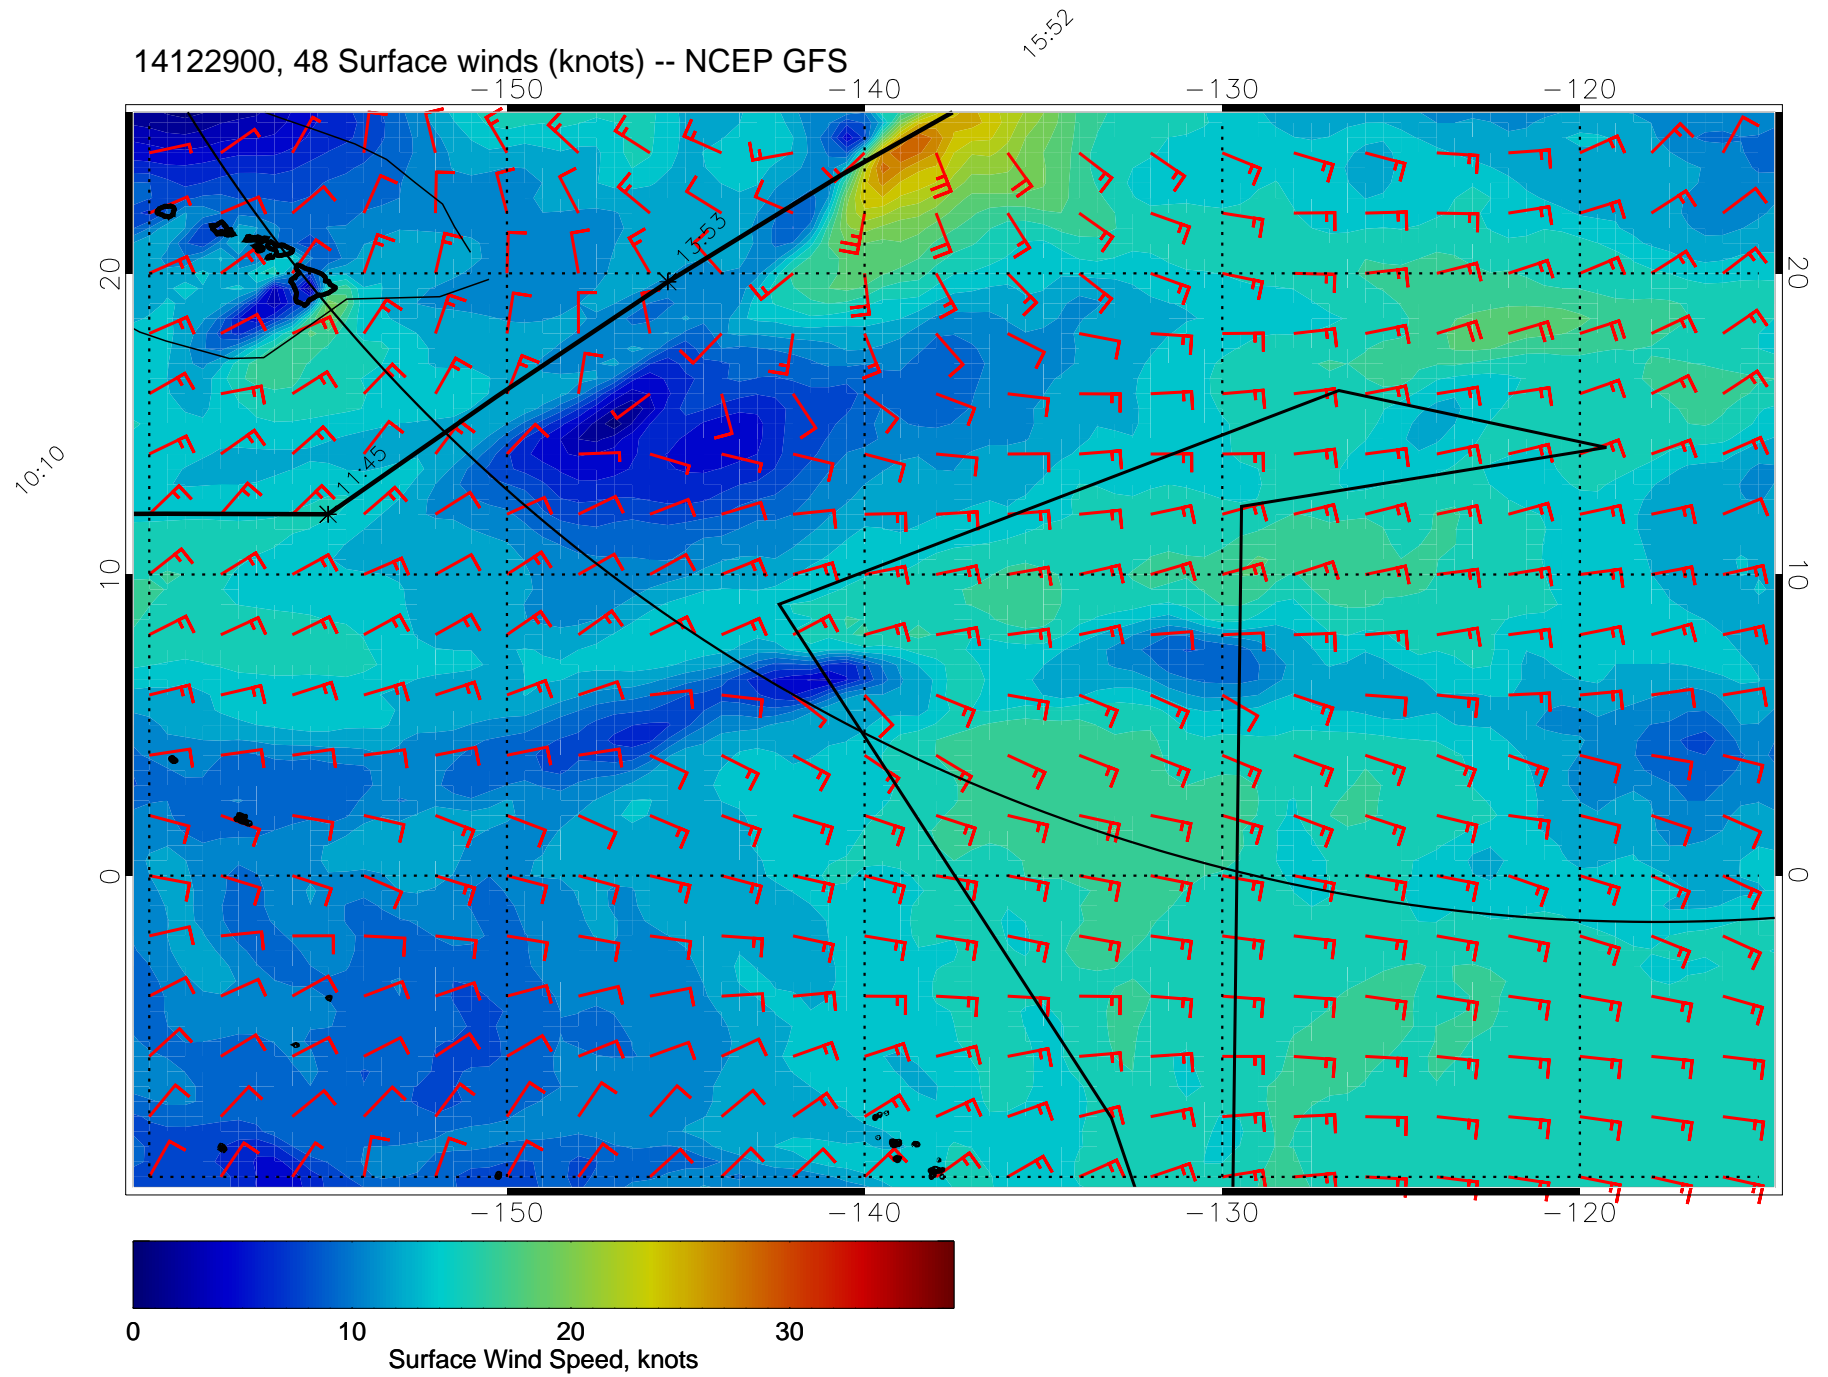 15:52
14122900, 48 Surface winds (knots) -- NCEP GFS
-150 -140 -130 -120
13:53
20 20
10:10
11:45
10 10
0 0
-150 -140 -130 -120
0 10 20 30
Surface Wind Speed, knots